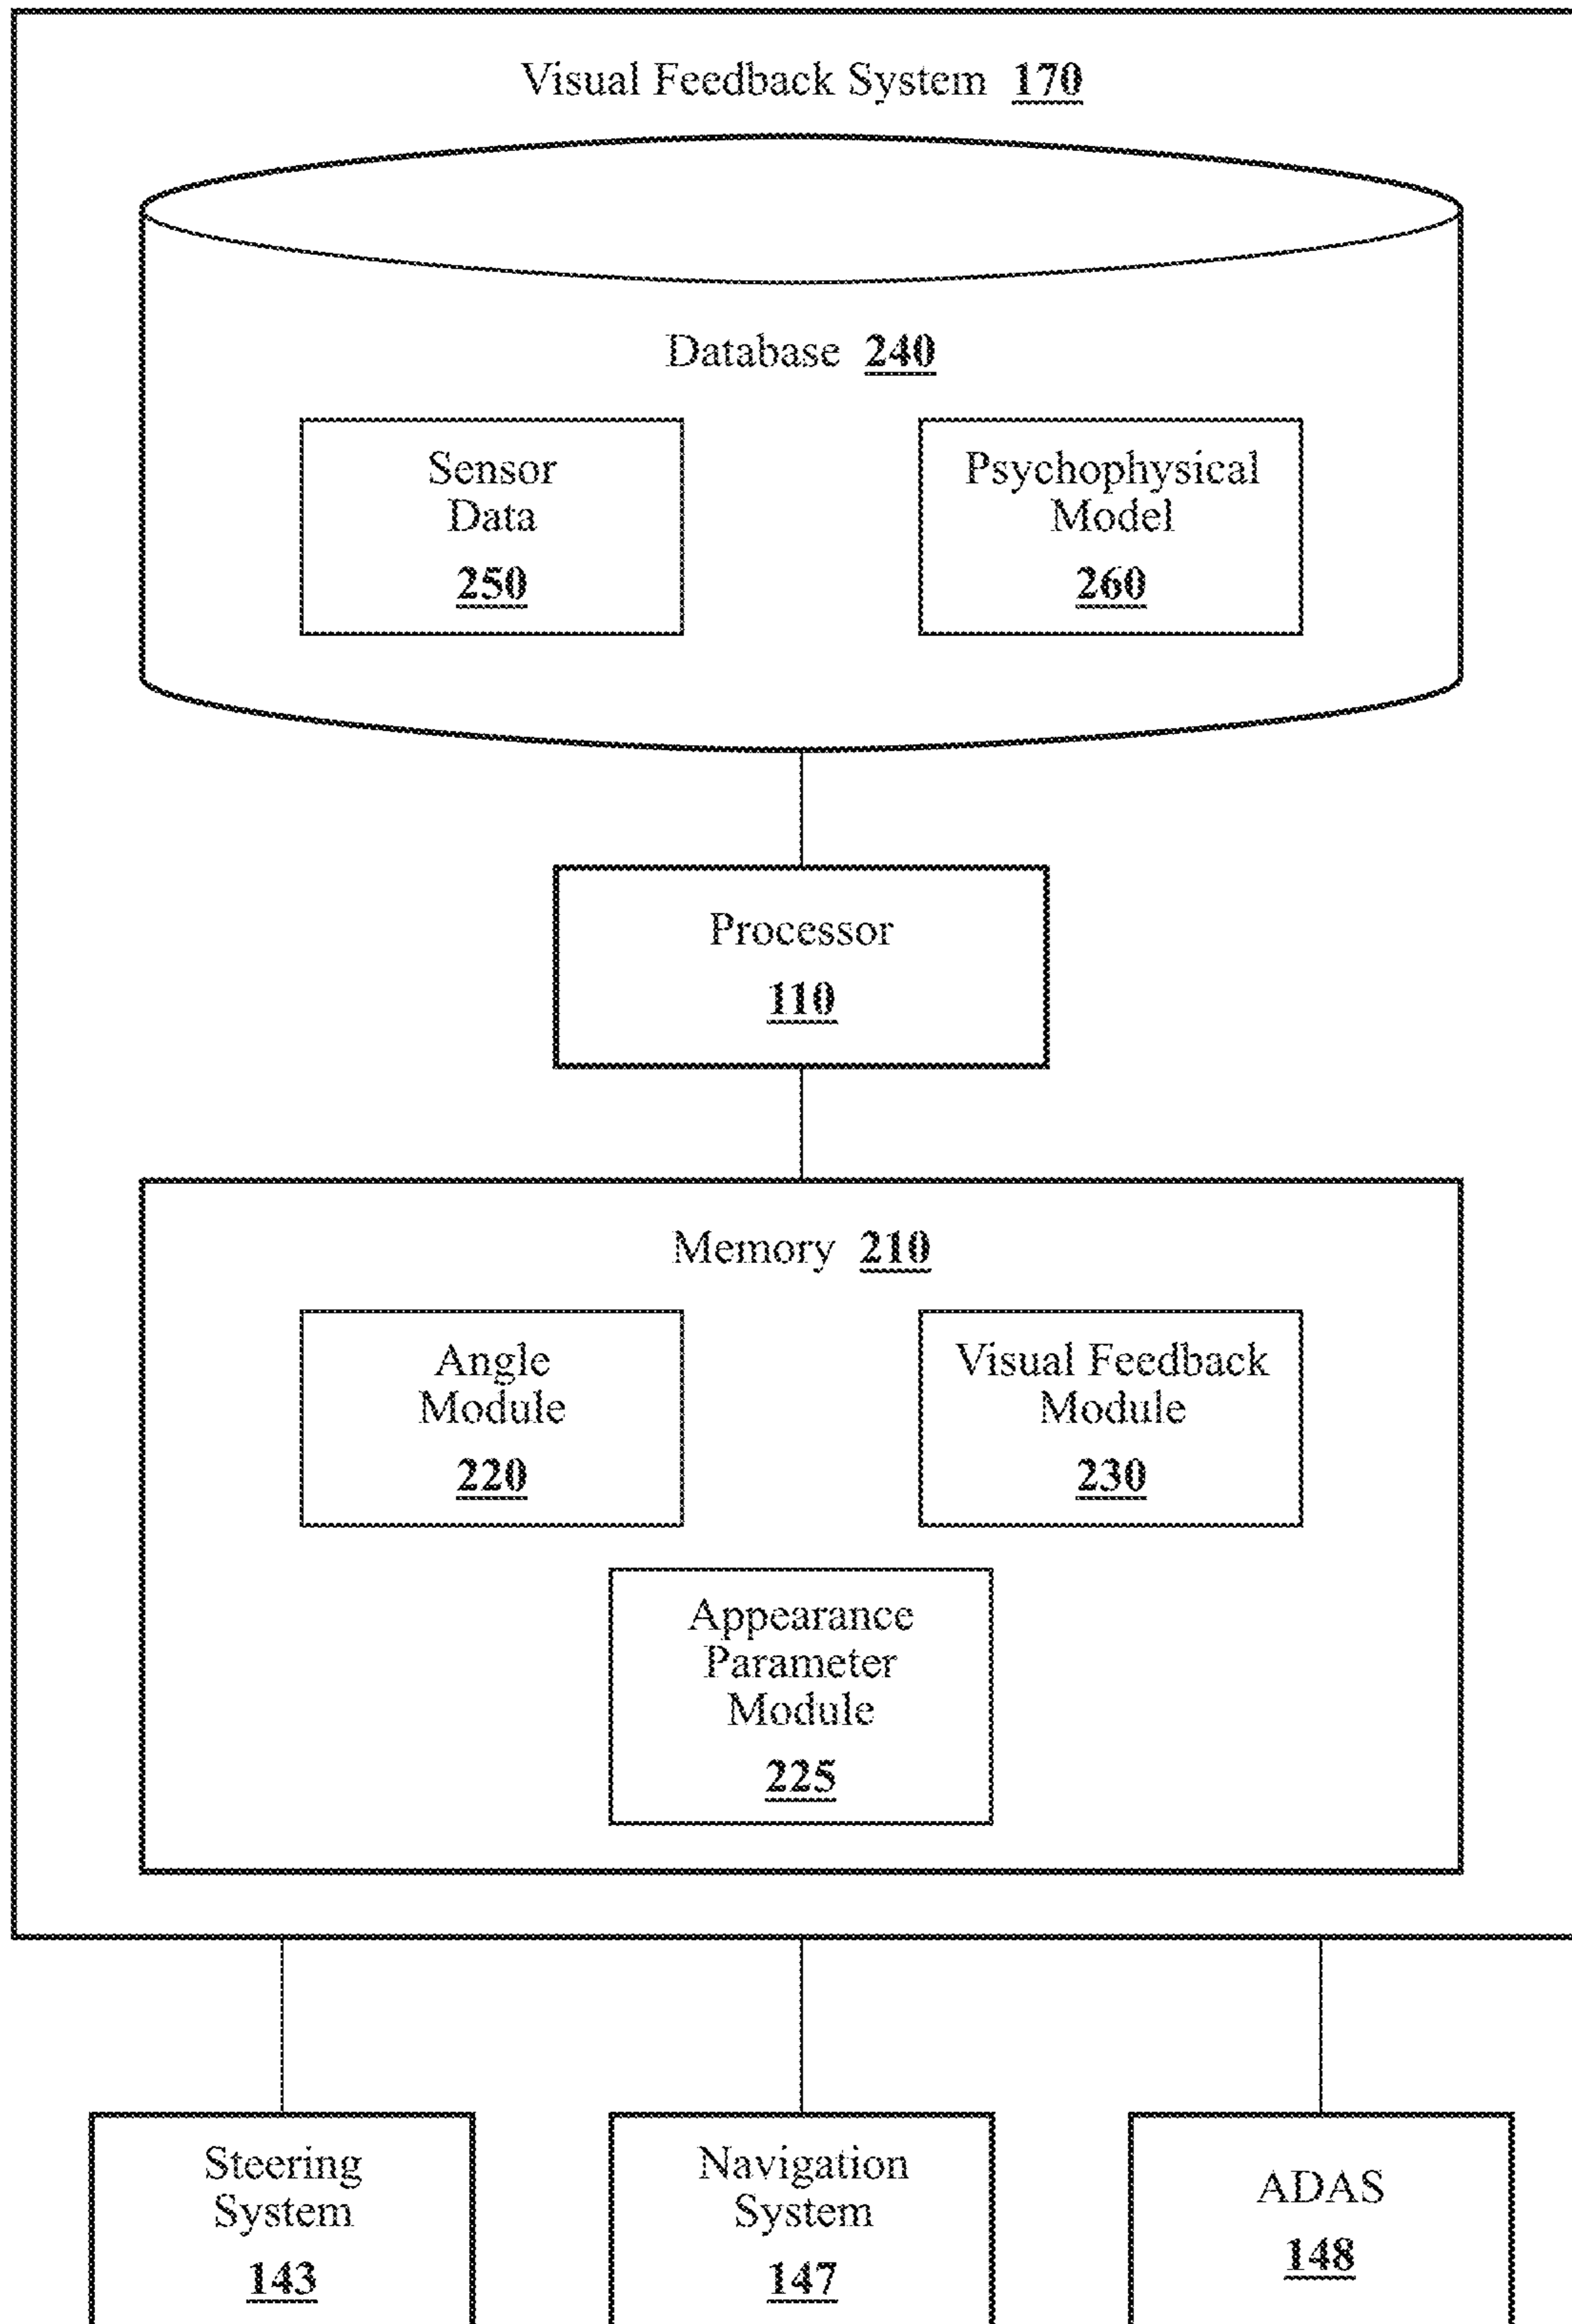 Visual Feedback System 170
Database 240
Sensor
Data
250
Psychophysical
Model
260
Processor
110
Memory 210
Angle
Module
220
Visual Feedback
Module
230
Appearance
Parameter
Module
225
Steering
System
143
Navigation
System
147
ADAS
148